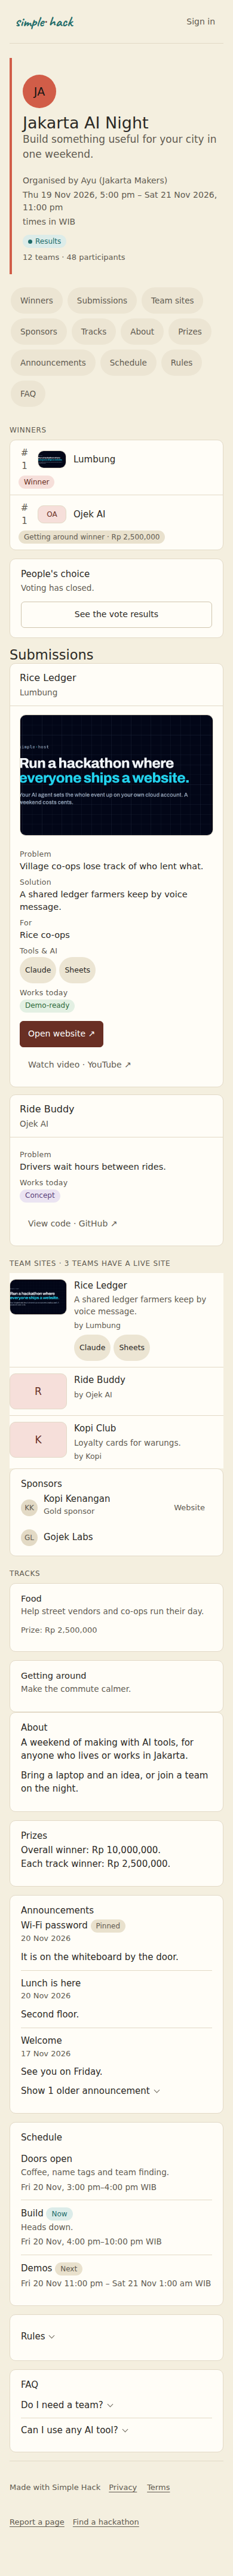 simple·hack
Sign in
JA
Jakarta AI Night
Build something useful for your city in
one weekend.
Organised by Ayu (Jakarta Makers)
Thu 19 Nov 2026, 5:00 pm – Sat 21 Nov 2026,
11:00 pm
times in WIB
Results
12 teams · 48 participants
Winners
Submissions
Team sites
Sponsors
Tracks
About
Prizes
Announcements
Schedule
Rules
FAQ
WINNERS
#
1
Lumbung
Winner
#
1
OA
Ojek AI
Getting around winner · Rp 2,500,000
People's choice
Voting has closed.
See the vote results
Submissions
Rice Ledger
Lumbung
Run a hackathon where
everyone ships a website.
Your AI agent sets the whole event up on your own cloud account. A
weekend costs cents.
Problem
Village co-ops lose track of who lent what.
Solution
A shared ledger farmers keep by voice
message.
For
Rice co-ops
Tools & AI
Claude
Sheets
Works today
Demo-ready
Open website ↗
Watch video · YouTube ↗
Ride Buddy
Ojek AI
Problem
Drivers wait hours between rides.
Works today
Concept
View code · GitHub ↗
TEAM SITES · 3 TEAMS HAVE A LIVE SITE
Rice Ledger
A shared ledger farmers keep by
voice message.
by Lumbung
Claude
Sheets
R
Ride Buddy
by Ojek AI
K
Kopi Club
Loyalty cards for warungs.
by Kopi
Sponsors
KK
Kopi Kenangan
Gold sponsor
Website
GL
Gojek Labs
TRACKS
Food
Help street vendors and co-ops run their day.
Prize: Rp 2,500,000
Getting around
Make the commute calmer.
About
A weekend of making with AI tools, for
anyone who lives or works in Jakarta.
Bring a laptop and an idea, or join a team
on the night.
Prizes
Overall winner: Rp 10,000,000.
Each track winner: Rp 2,500,000.
Announcements
Wi-Fi password Pinned
20 Nov 2026
It is on the whiteboard by the door.
Lunch is here
20 Nov 2026
Second floor.
Welcome
17 Nov 2026
See you on Friday.
Show 1 older announcement
Schedule
Doors open
Coffee, name tags and team finding.
Fri 20 Nov, 3:00 pm–4:00 pm WIB
Build Now
Heads down.
Fri 20 Nov, 4:00 pm–10:00 pm WIB
Demos Next
Fri 20 Nov 11:00 pm – Sat 21 Nov 1:00 am WIB
Rules
FAQ
Do I need a team?
Can I use any AI tool?
Made with Simple Hack
Privacy
Terms
Report a page
Find a hackathon